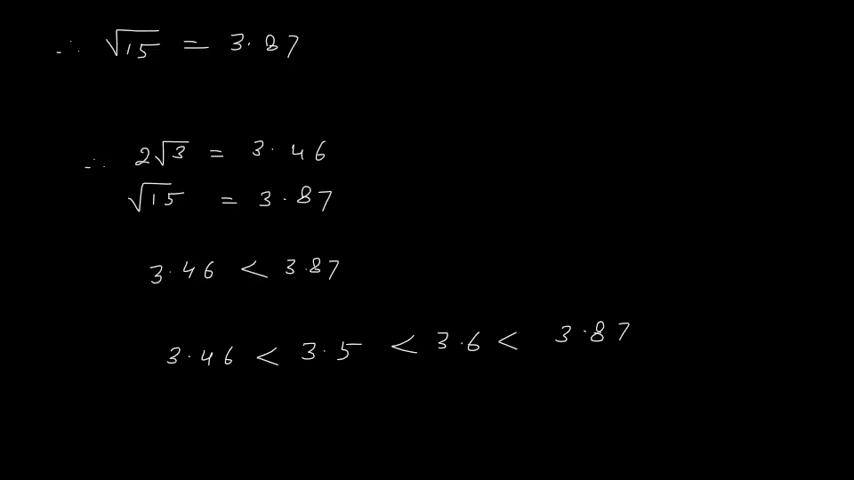 ∴ √15 = 3.87
∴ 2√3 = 3.46
√15 = 3.87
3.46 < 3.87
3.46 < 3.5 < 3.6 < 3.87